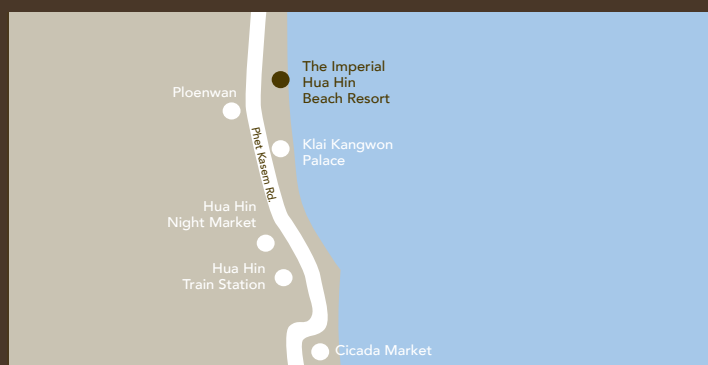 The Imperial
Hua Hin
Beach Resort
Ploenwan
Phet Kasem Rd.
Klai Kangwon
Palace
Hua Hin
Night Market
Hua Hin
Train Station
Cicada Market